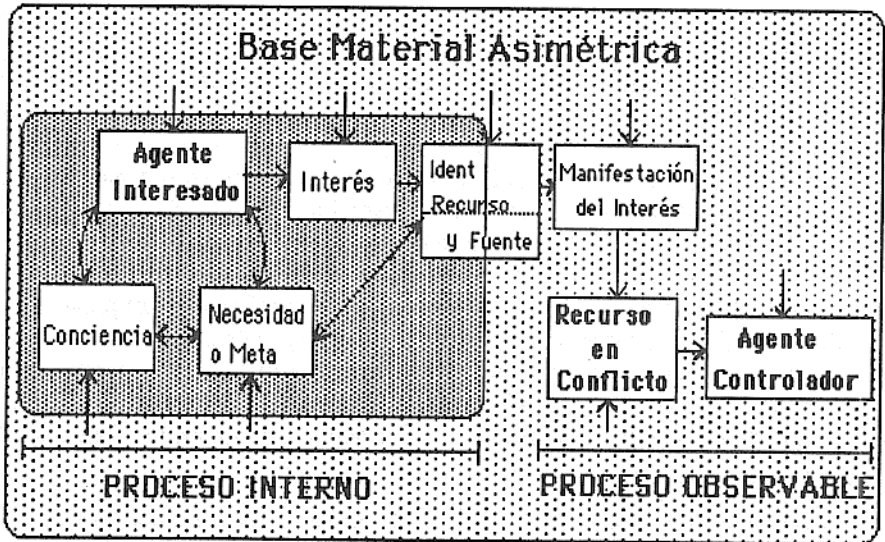 Base Material Asimétrica
Agente
Interesado
Interés
Ident
Recurso
y Fuente
Manifestación
del Interés
Conciencia
Necesidad
o Meta
Recurso
en
Conflicto
Agente
Controlador
PROCESO INTERNO
PROCESO OBSERVABLE